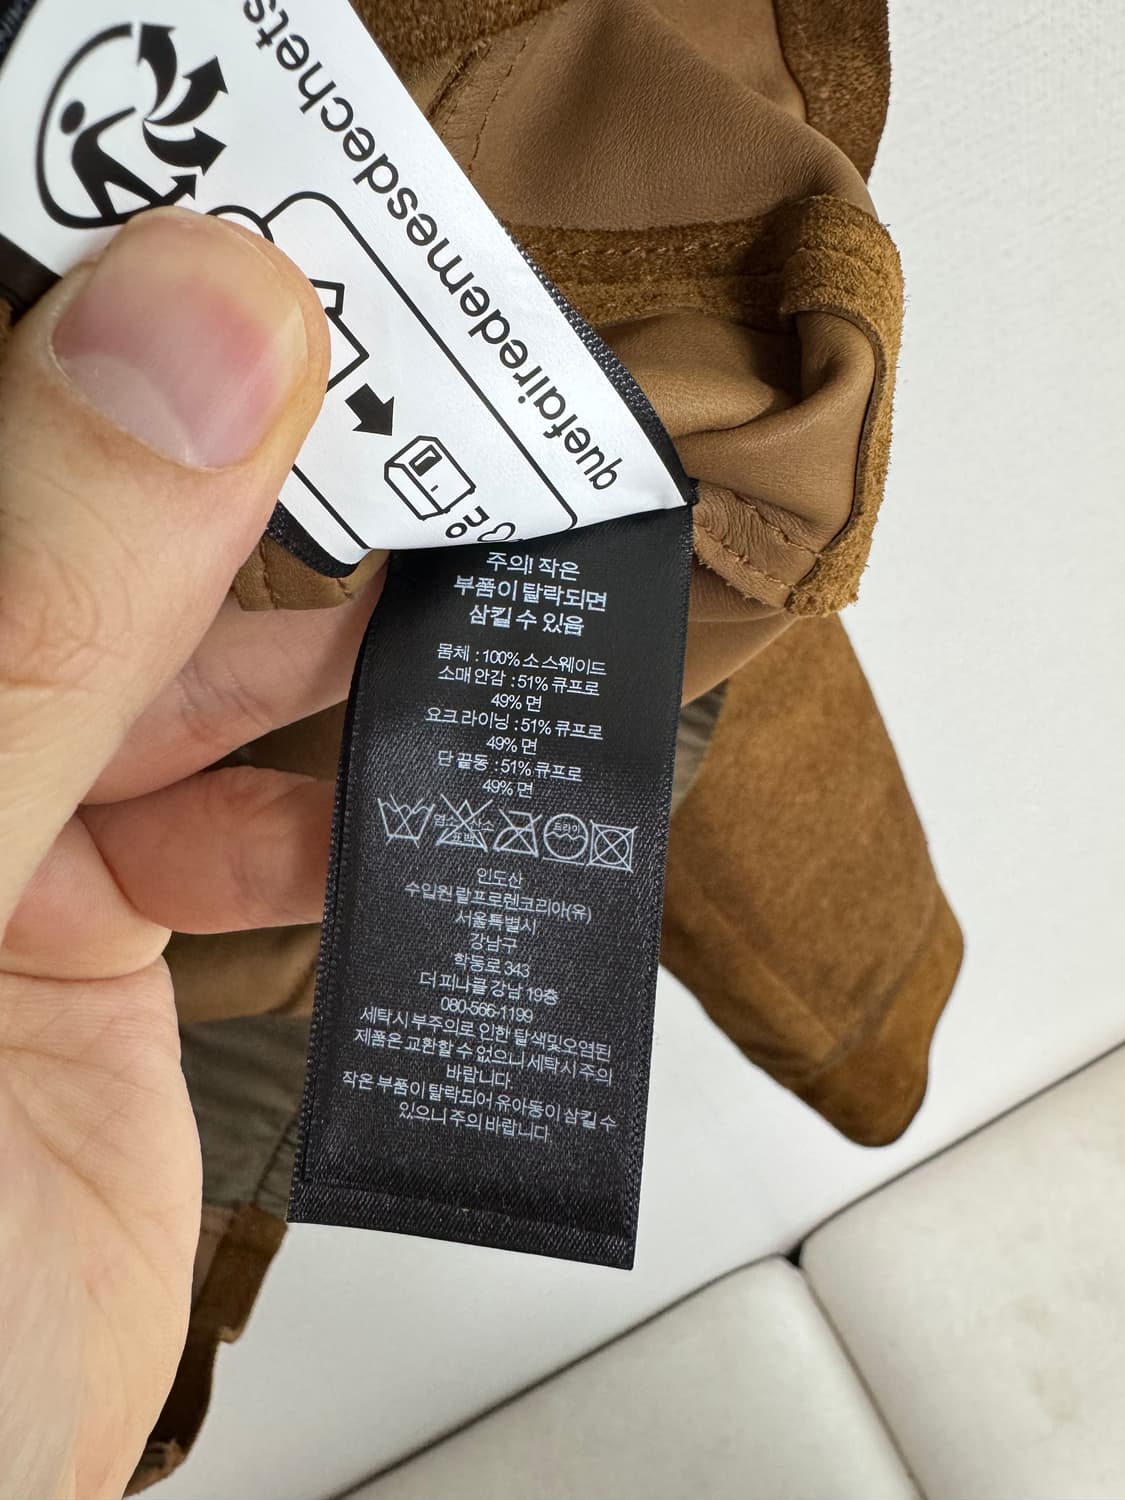 quefairedemesdechets
주의! 작은
부품이 탈락되면
삼킬 수 있음
몸체 : 100% 소 스웨이드
소매 안감 : 51% 큐프로
49% 면
요크 라이닝 : 51% 큐프로
49% 면
단 끝동 : 51% 큐프로
49% 면
드라이
인도산
수입원 랄프로렌코리아(유)
서울특별시
강남구
학동로 343
더 피나클 강남 19층
080-566-1199
세탁시 부주의로 인한 탈색및오염된
제품은 교환할 수 없으니 세탁시 주의
바랍니다.
작은 부품이 탈락되어 유아동이 삼킬 수
있으니 주의 바랍니다.